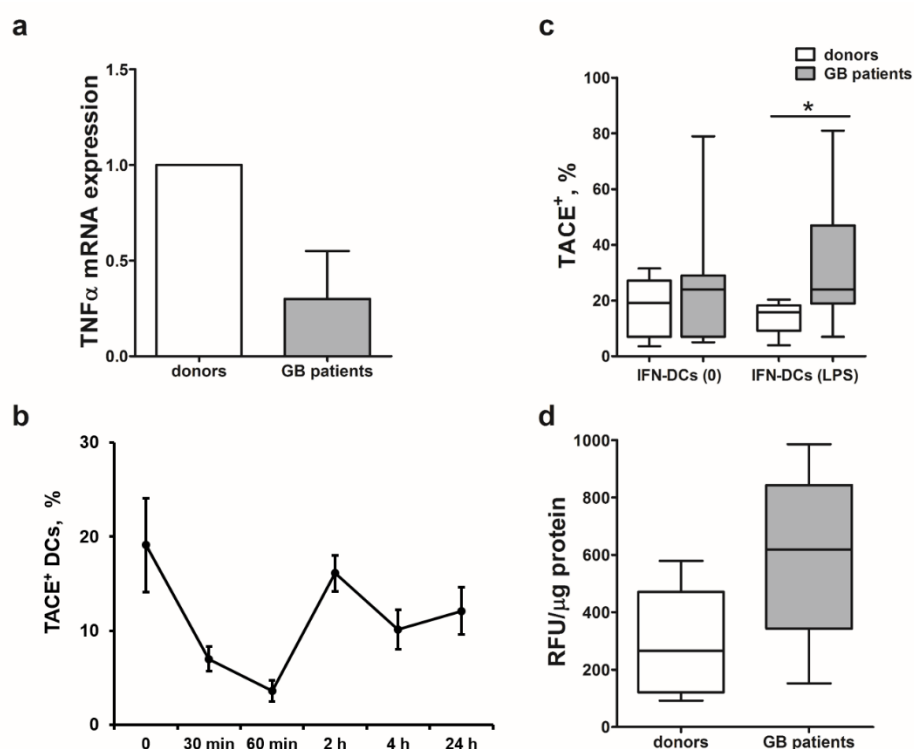 a
TNFα mRNA expression
1.5
1.0
0.5
0.0
donors
GB patients
c
donors
GB patients
TACE⁺, %
100
80
60
40
20
0
*
IFN-DCs (0)
IFN-DCs (LPS)
b
TACE⁺ DCs, %
30
20
10
0
0
30 min
60 min
2 h
4 h
24 h
d
RFU/µg protein
1000
800
600
400
200
0
donors
GB patients